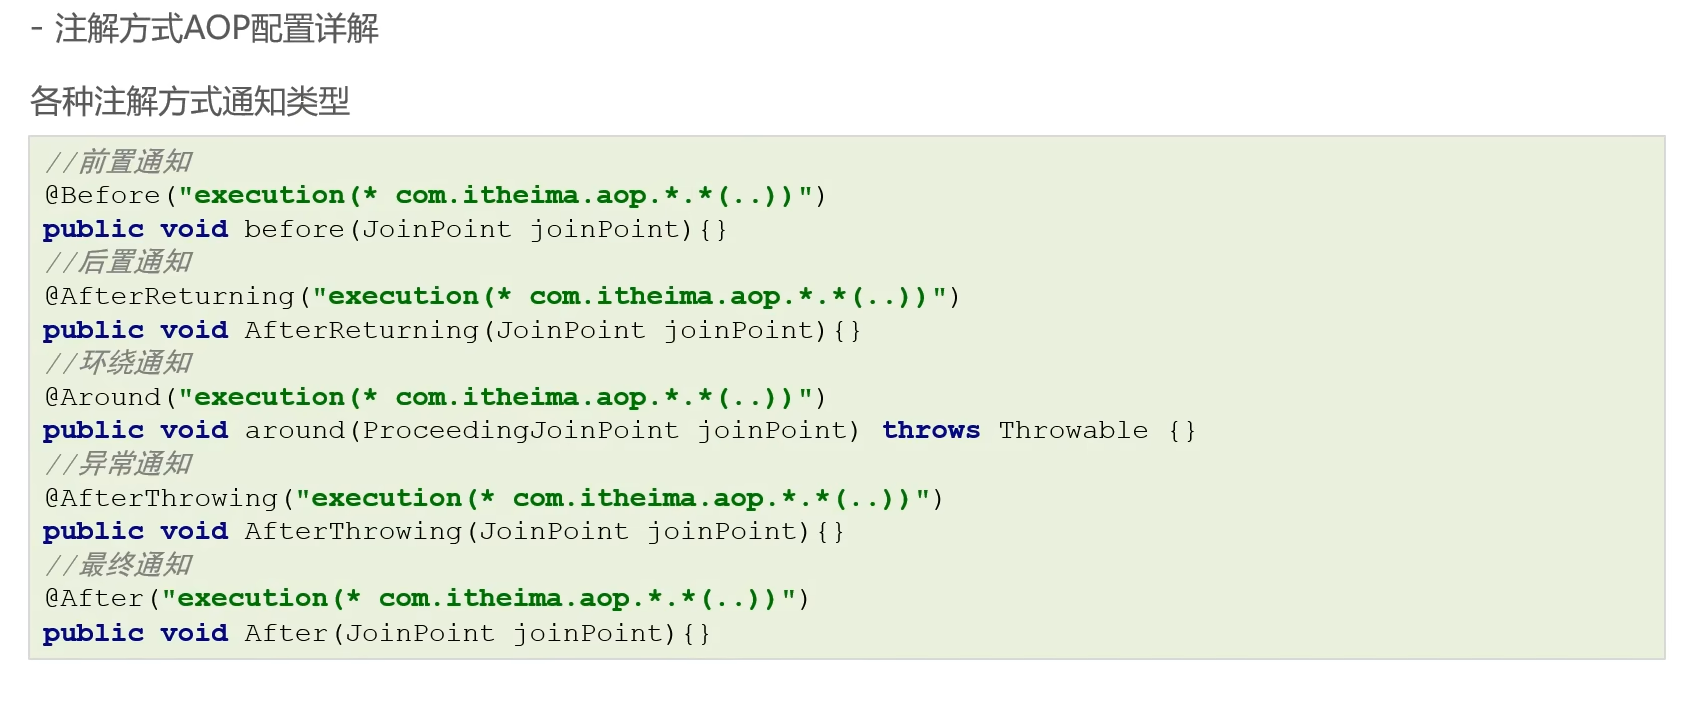 - 注解方式AOP配置详解
各种注解方式通知类型
//前置通知
@Before("execution(* com.itheima.aop.*.*(..))")
public void before(JoinPoint joinPoint){}
//后置通知
@AfterReturning("execution(* com.itheima.aop.*.*(..))")
public void AfterReturning(JoinPoint joinPoint){}
//环绕通知
@Around("execution(* com.itheima.aop.*.*(..))")
public void around(ProceedingJoinPoint joinPoint) throws Throwable {}
//异常通知
@AfterThrowing("execution(* com.itheima.aop.*.*(..))")
public void AfterThrowing(JoinPoint joinPoint){}
//最终通知
@After("execution(* com.itheima.aop.*.*(..))")
public void After(JoinPoint joinPoint){}